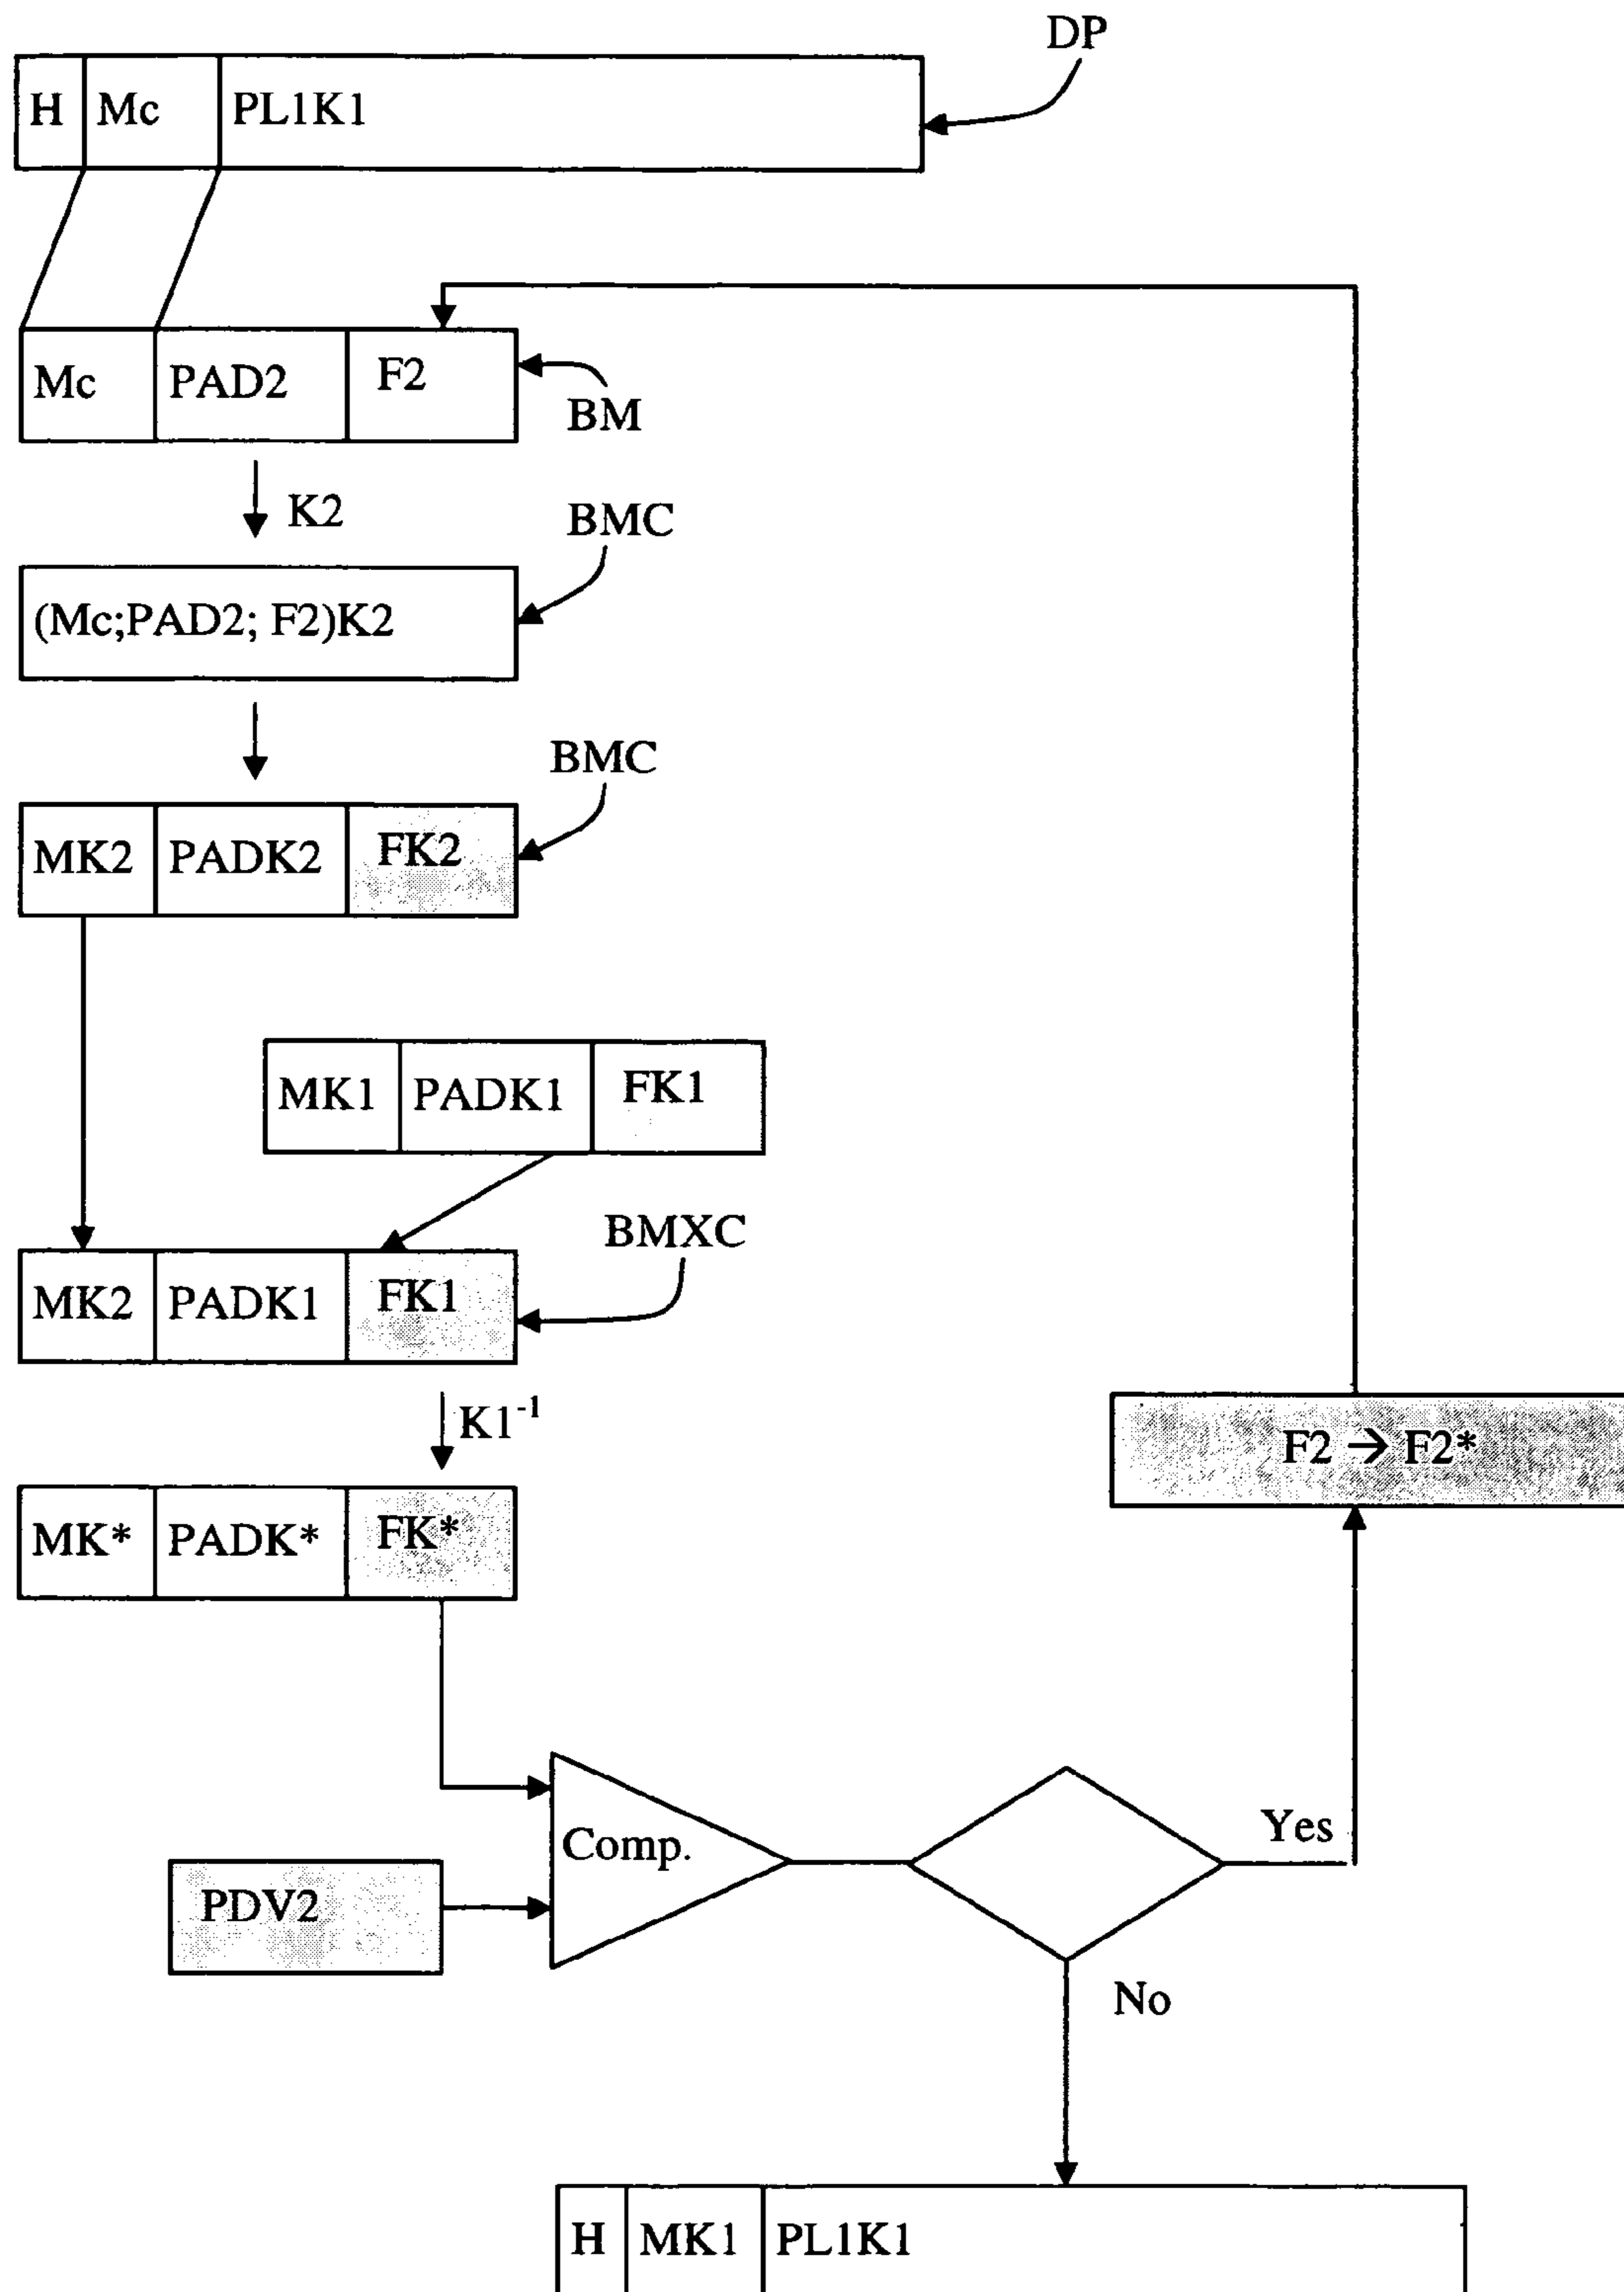 DP
H Mc PL1K1
Mc PAD2 F2
BM
K2
BMC
(Mc;PAD2; F2)K2
BMC
MK2 PADK2 FK2
MK1 PADK1 FK1
BMXC
MK2 PADK1 FK1
K1⁻¹
F2 → F2*
MK* PADK* FK*
Comp.
Yes
PDV2
No
H MK1 PL1K1